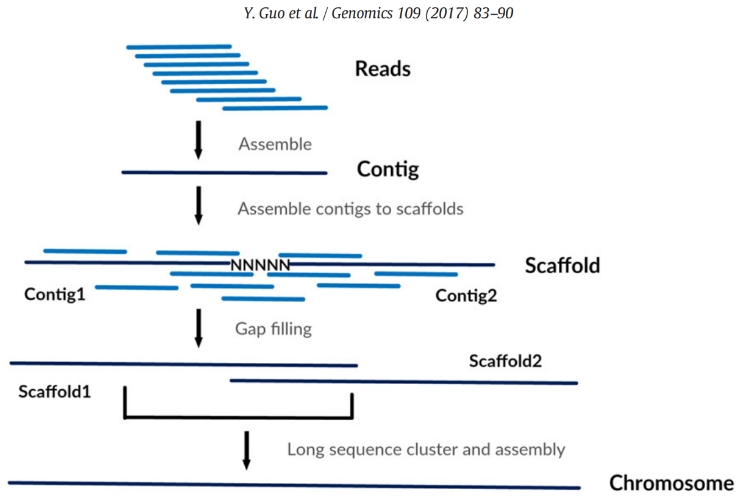 Y. Guo et al. / Genomics 109 (2017) 83–90
Reads
Assemble
Contig
Assemble contigs to scaffolds
NNNNN
Scaffold
Contig1
Contig2
Gap filling
Scaffold2
Scaffold1
Long sequence cluster and assembly
Chromosome